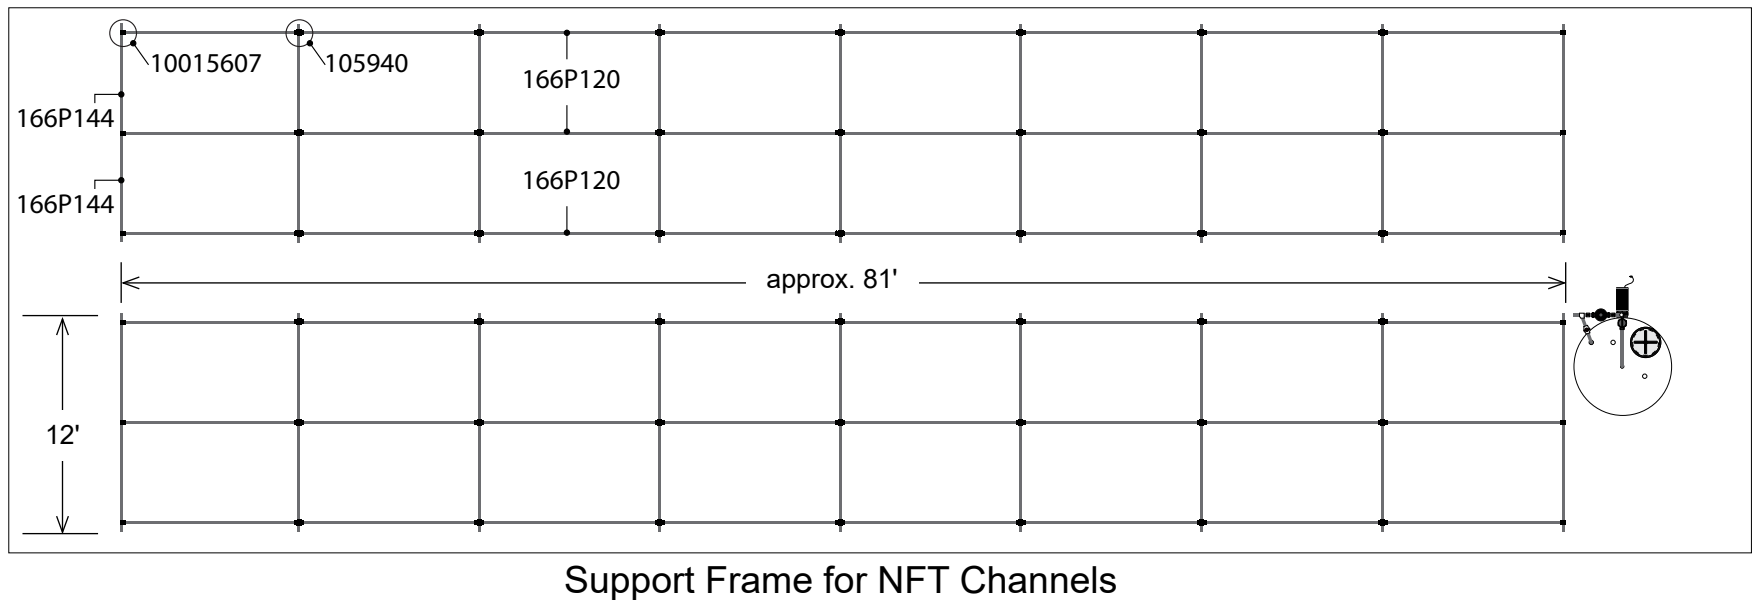 10015607
105940
166P120
166P144
166P120
166P144
approx. 81'
12'
Support Frame for NFT Channels